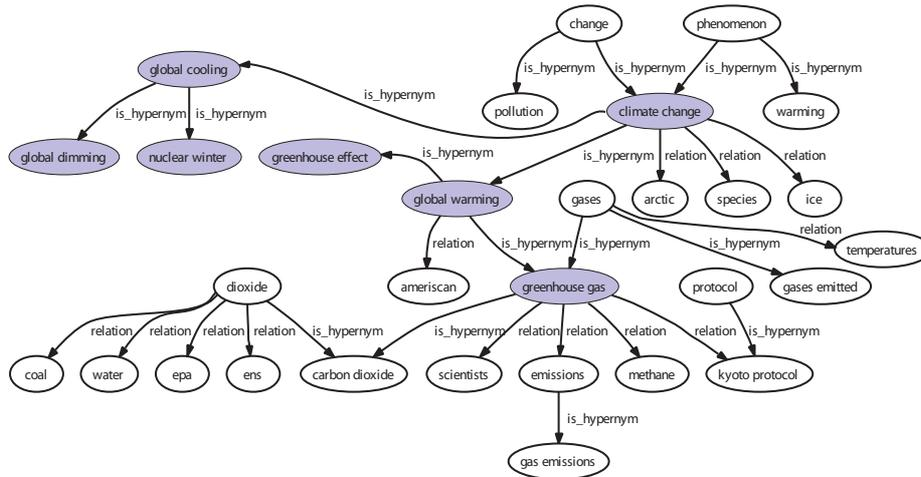 change
phenomenon
global cooling
is_hypernym
is_hypernym
is_hypernym
is_hypernym
is_hypernym
pollution
climate change
warming
is_hypernym
is_hypernym
global dimming
nuclear winter
greenhouse effect
is_hypernym
is_hypernym
relation
relation
relation
global warming
gases
arctic
species
ice
relation
relation
is_hypernym
is_hypernym
is_hypernym
temperatures
dioxide
ameriscan
greenhouse gas
protocol
gases emitted
relation
relation
relation
relation
is_hypernym
is_hypernym
relation
relation
relation
is_hypernym
coal
water
epa
ens
carbon dioxide
scientists
emissions
methane
kyoto protocol
is_hypernym
gas emissions